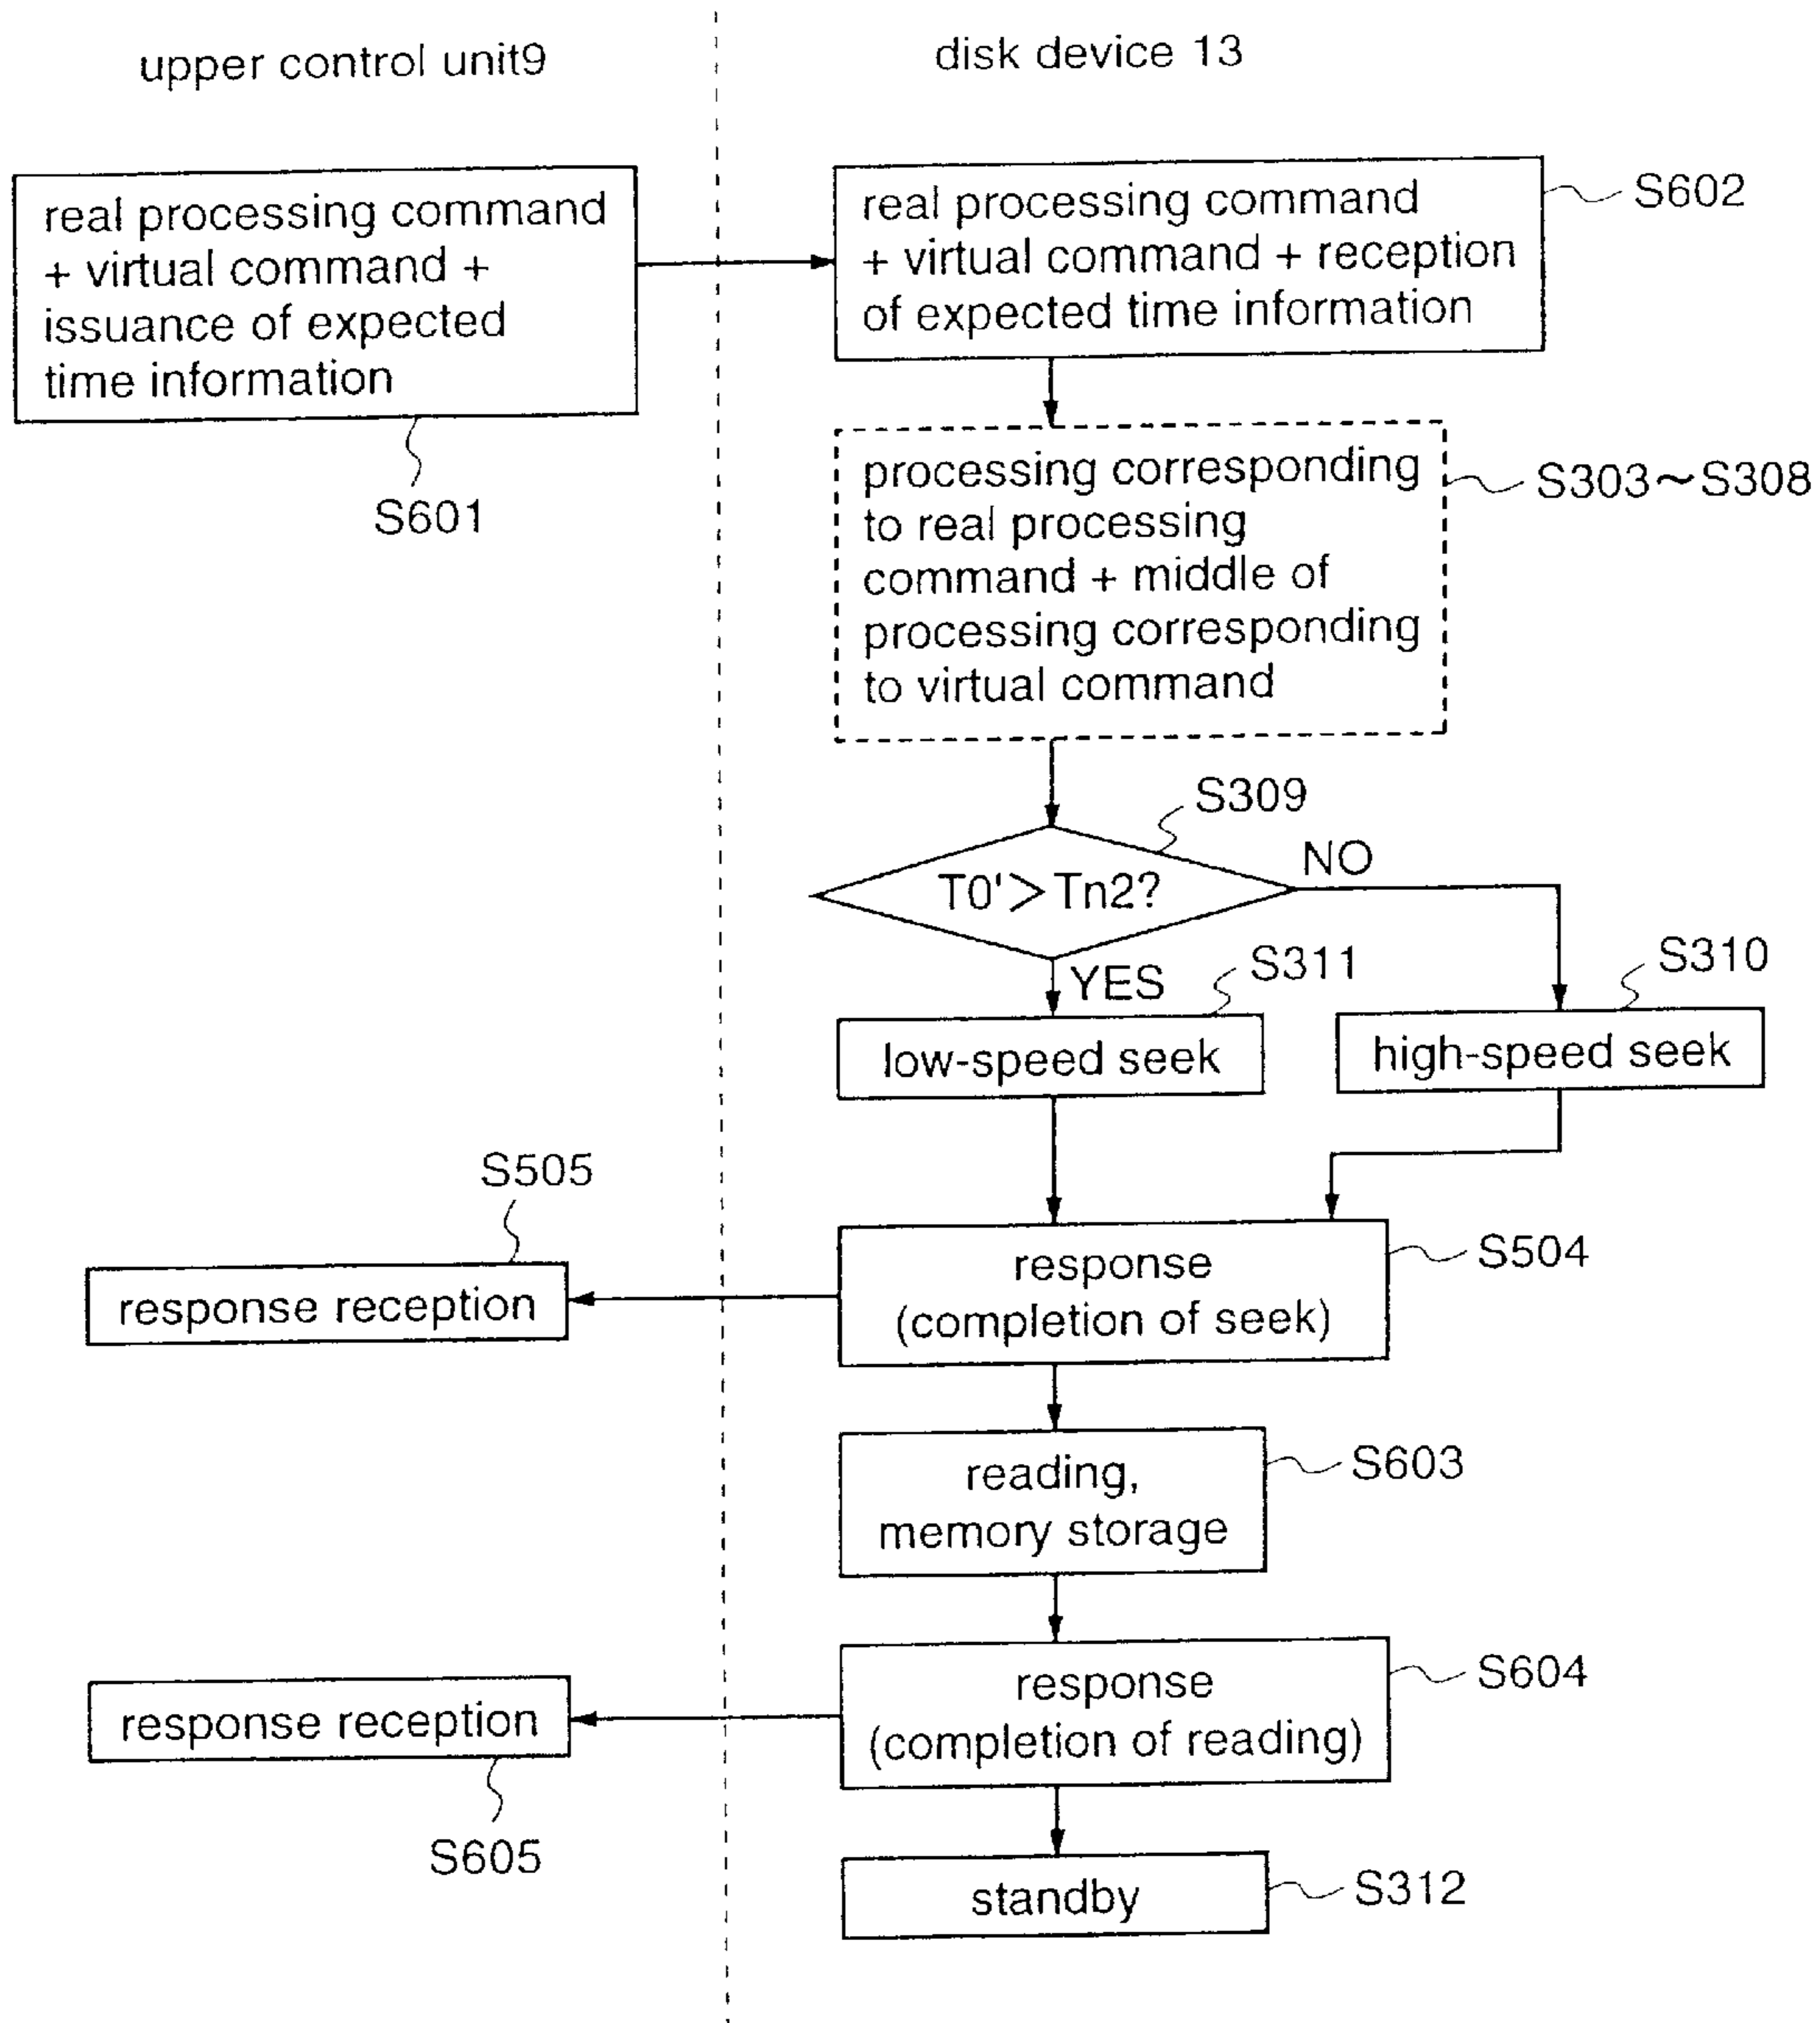 upper control unit9
disk device 13
real processing command
+ virtual command +
issuance of expected
time information
S601
real processing command
+ virtual command + reception
of expected time information
S602
processing corresponding
to real processing
command + middle of
processing corresponding
to virtual command
S303~S308
S309
T0'>Tn2?
NO
YES
S311
S310
low-speed seek
high-speed seek
S505
response reception
response
(completion of seek)
S504
reading,
memory storage
S603
response
(completion of reading)
S604
response reception
S605
standby
S312